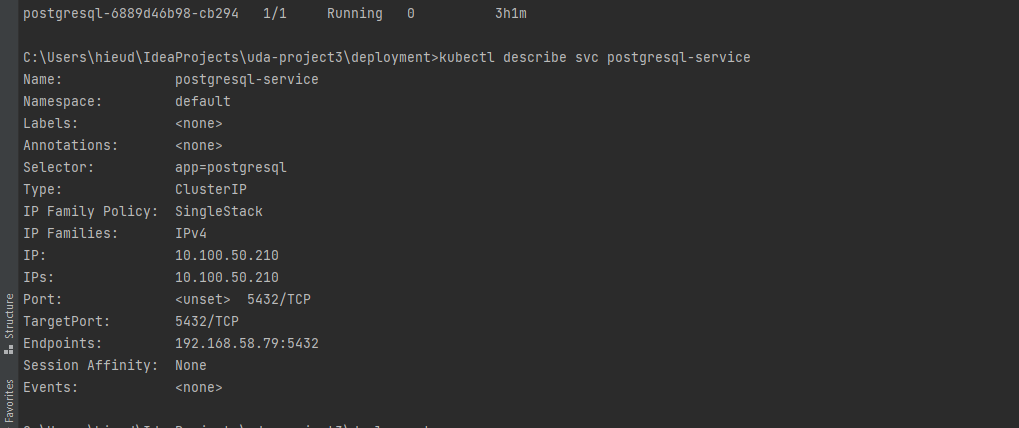 postgresql-6889d46b98-cb294   1/1     Running   0          3h1m
C:\Users\hieud\IdeaProjects\uda-project3\deployment>kubectl describe svc postgresql-service
Name:              postgresql-service
Namespace:         default
Labels:            <none>
Annotations:       <none>
Selector:          app=postgresql
Type:              ClusterIP
IP Family Policy:  SingleStack
IP Families:       IPv4
IP:                10.100.50.210
IPs:               10.100.50.210
Port:              <unset>  5432/TCP
TargetPort:        5432/TCP
Endpoints:         192.168.58.79:5432
Session Affinity:  None
Events:            <none>
Structure
Favorites